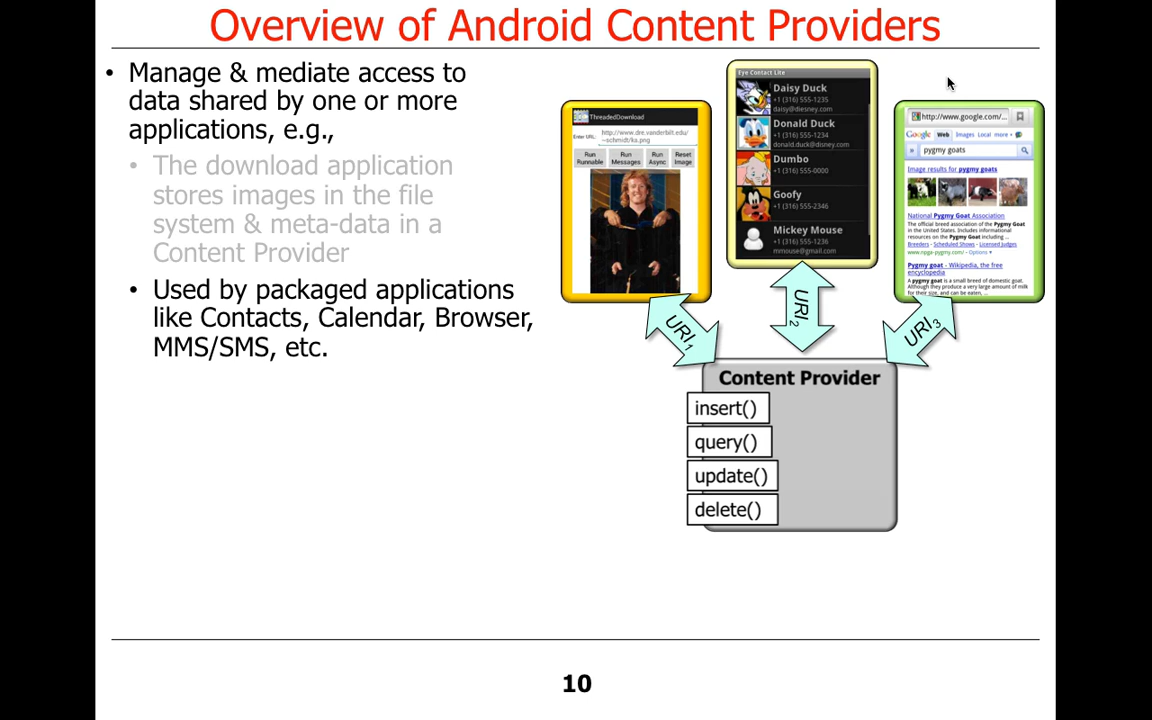 Overview of Android Content Providers
• Manage & mediate access to
data shared by one or more
applications, e.g.,
• The download application
stores images in the file
system & meta-data in a
Content Provider
• Used by packaged applications
like Contacts, Calendar, Browser,
MMS/SMS, etc.
ThreadedDownload
Enter URL:
http://www.dre.vanderbilt.edu/
~schmidt/ka.png
Run Runnable
Run Messages
Run Async
Reset Image
Eye Contact Lite
Daisy Duck
+1 (316) 555-1235
daisy@diesney.com
Donald Duck
+1 (316) 555-1234
donald.duck@disney.com
Dumbo
+1 (316) 555-0000
Goofy
+1 (316) 555-2346
Mickey Mouse
+1 (316) 555-1236
mmouse@gmail.com
http://www.google.com/...
Google Web Images Local more
pygmy goats
Image results for pygmy goats
National Pygmy Goat Association
The official breed association of the Pygmy Goat
in the United States. Includes informational
resources on the Pygmy Goat including ...
Breeders - Scheduled Shows - Licensed Judges
www.npga-pygmy.com/ - Options
Pygmy goat - Wikipedia, the free
encyclopedia
A pygmy goat is a small breed of domestic goat.
Although they produce a very large amount of milk
for their size, and can be eaten, ...
URI1
URI2
URI3
Content Provider
insert()
query()
update()
delete()
10